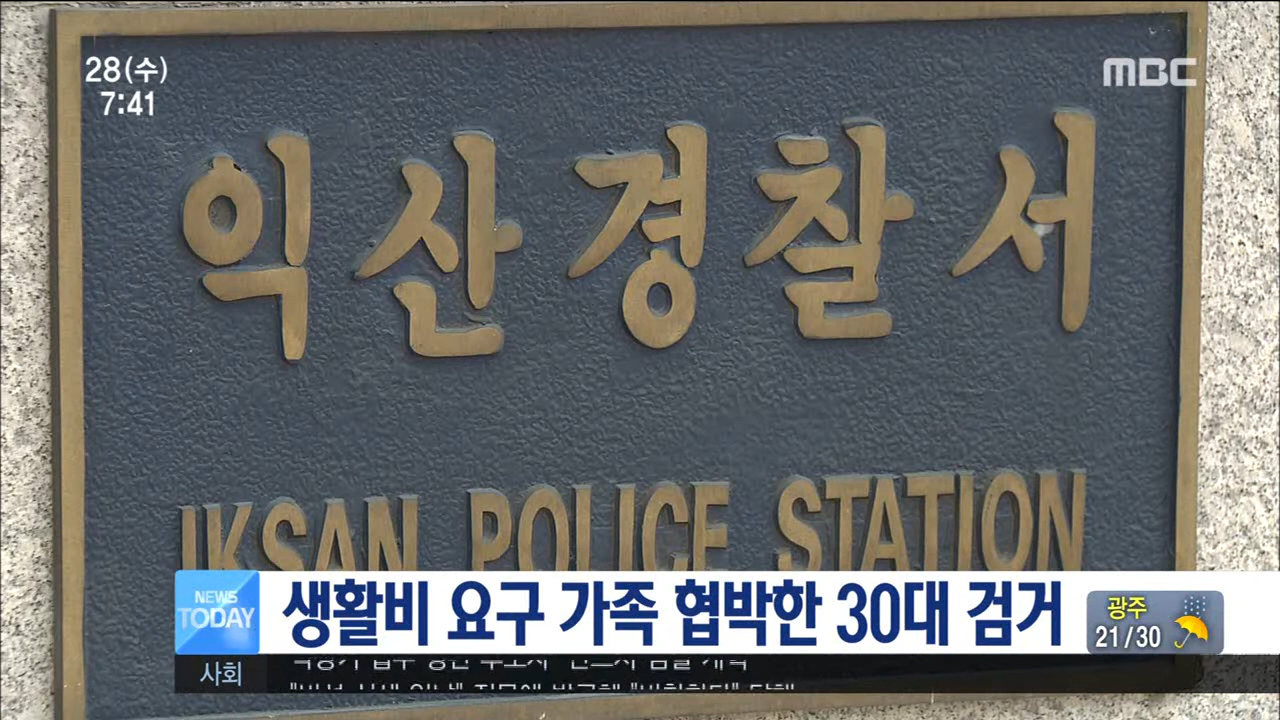 28(수)
7:41
MBC
익산경찰서
IKSAN POLICE STATION
NEWS
TODAY
생활비 요구 가족 협박한 30대 검거
광주
21/30
사회